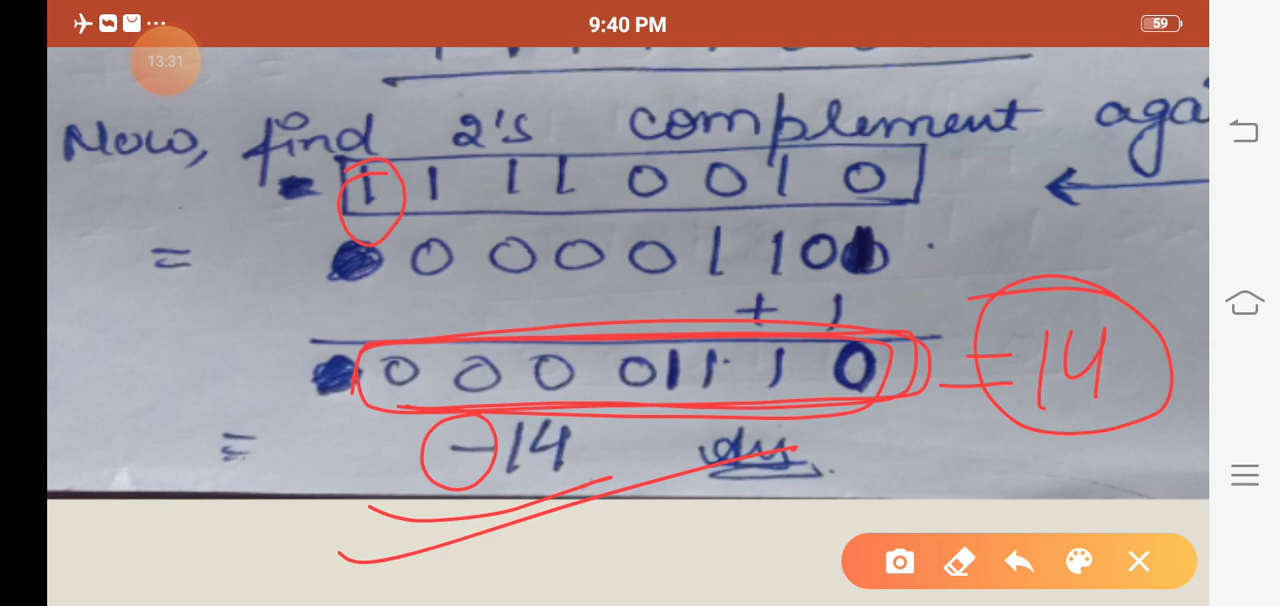 9:40 PM
59
13:31
Now, find 2's complement aga
1 1 1 1 0 0 1 0
= 0 0 0 0 1 1 0 1
+ 1
0 0 0 0 1 1 1 0 = -14
= -14 Ans.